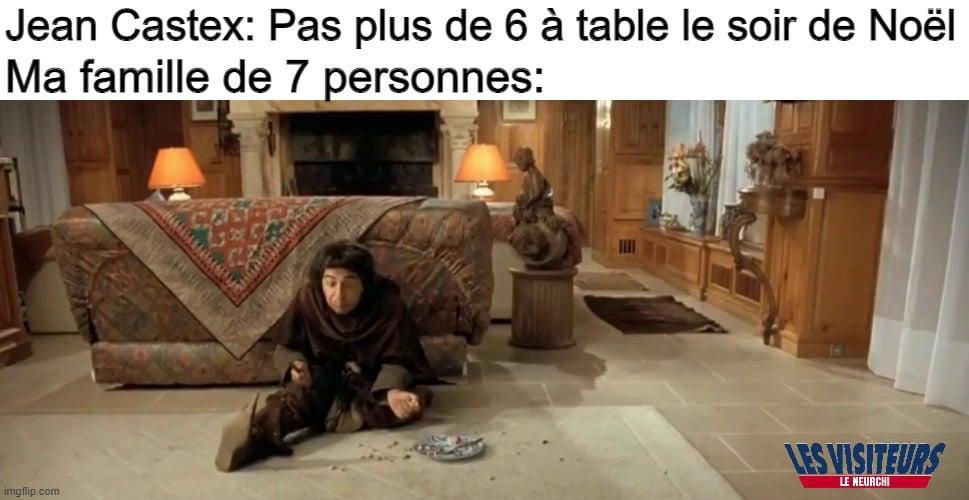 Jean Castex: Pas plus de 6 à table le soir de Noël
Ma famille de 7 personnes:
LES VISITEURS
LE NEURCHI
imgflip.com